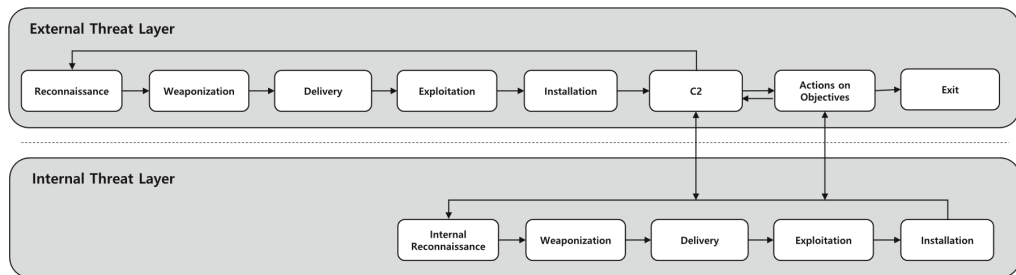 External Threat Layer
Reconnaissance
Weaponization
Delivery
Exploitation
Installation
C2
Actions on
Objectives
Exit
Internal Threat Layer
Internal
Reconnaissance
Weaponization
Delivery
Exploitation
Installation